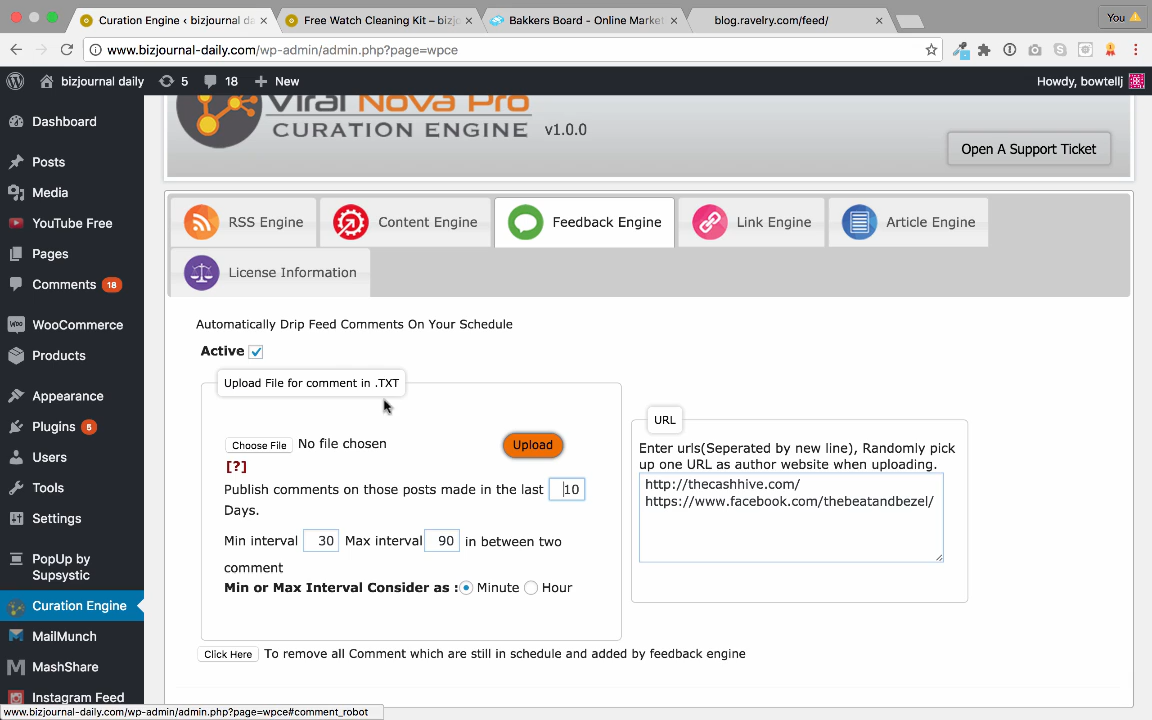 Curation Engine ‹ bizjournal da
Free Watch Cleaning Kit – bizjo
Bakkers Board - Online Market
blog.ravelry.com/feed/
You
www.bizjournal-daily.com/wp-admin/admin.php?page=wpce
bizjournal daily
5
18
New
Howdy, bowtellj
Dashboard
Posts
Media
YouTube Free
Pages
Comments 18
WooCommerce
Products
Appearance
Plugins 6
Users
Tools
Settings
PopUp by
Supsystic
Curation Engine
MailMunch
MashShare
Instagram Feed
Viral Nova Pro
CURATION ENGINE v1.0.0
Open A Support Ticket
RSS Engine
Content Engine
Feedback Engine
Link Engine
Article Engine
License Information
Automatically Drip Feed Comments On Your Schedule
Active
Upload File for comment in .TXT
Choose File No file chosen
Upload
[?]
Publish comments on those posts made in the last 10
Days.
Min interval 30 Max interval 90 in between two
comment
Min or Max Interval Consider as : Minute Hour
URL
Enter urls(Seperated by new line), Randomly pick
up one URL as author website when uploading.
http://thecashhive.com/
https://www.facebook.com/thebeatandbezel/
Click Here To remove all Comment which are still in schedule and added by feedback engine
www.bizjournal-daily.com/wp-admin/admin.php?page=wpce#comment_robot